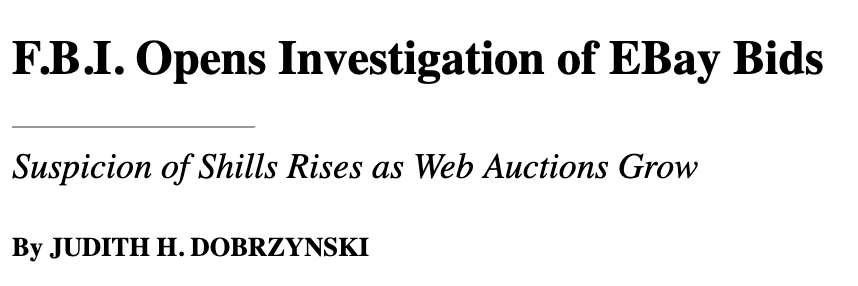 F.B.I. Opens Investigation of EBay Bids
Suspicion of Shills Rises as Web Auctions Grow
By JUDITH H. DOBRZYNSKI